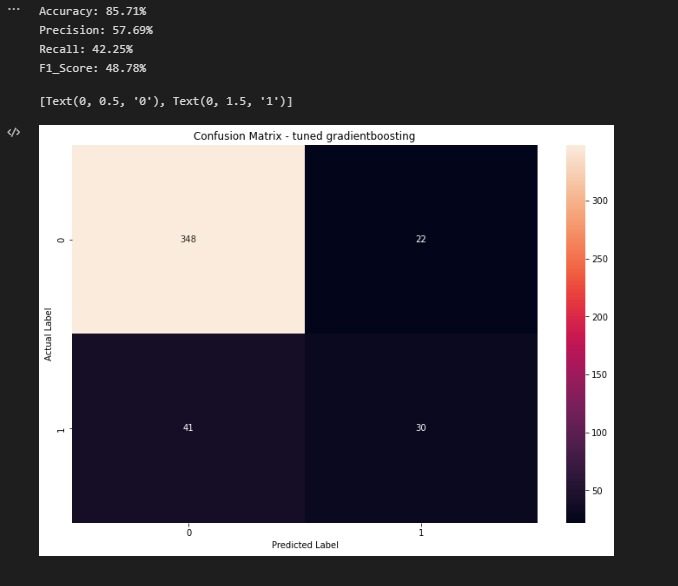 Accuracy: 85.71%
Precision: 57.69%
Recall: 42.25%
F1_Score: 48.78%
[Text(0, 0.5, '0'), Text(0, 1.5, '1')]
Confusion Matrix - tuned gradientboosting
348
22
41
30
0
1
Actual Label
0
1
Predicted Label
300
250
200
150
100
50